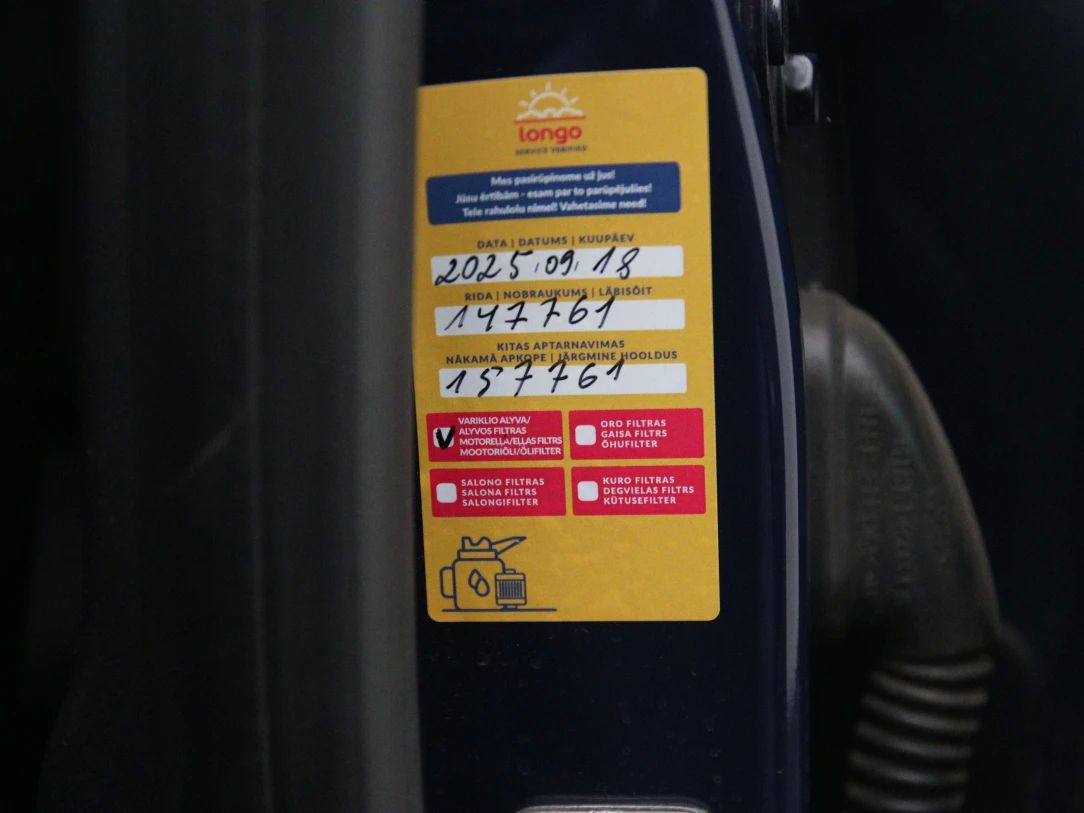 longo
SERVICE VERIFIED
Mes pasirūpinome už jus!
Jūsu ērtībām - esam par to parūpējušies!
Teie rahulolu nimel! Vahetasime need!
DATA | DATUMS | KUUPÄEV
2025.09.18
RIDA | NOBRAUKUMS | LÄBISÕIT
147761
KITAS APTARNAVIMAS
NĀKAMĀ APKOPE | JÄRGMINE HOOLDUS
157761
VARIKLIO ALYVA/
ALYVOS FILTRAS
MOTOREĻĻA/EĻĻAS FILTRS
MOOTORIÕLI/ÕLIFILTER
ORO FILTRAS
GAISA FILTRS
ÕHUFILTER
SALONO FILTRAS
SALONA FILTRS
SALONGIFILTER
KURO FILTRAS
DEGVIELAS FILTRS
KÜTUSEFILTER